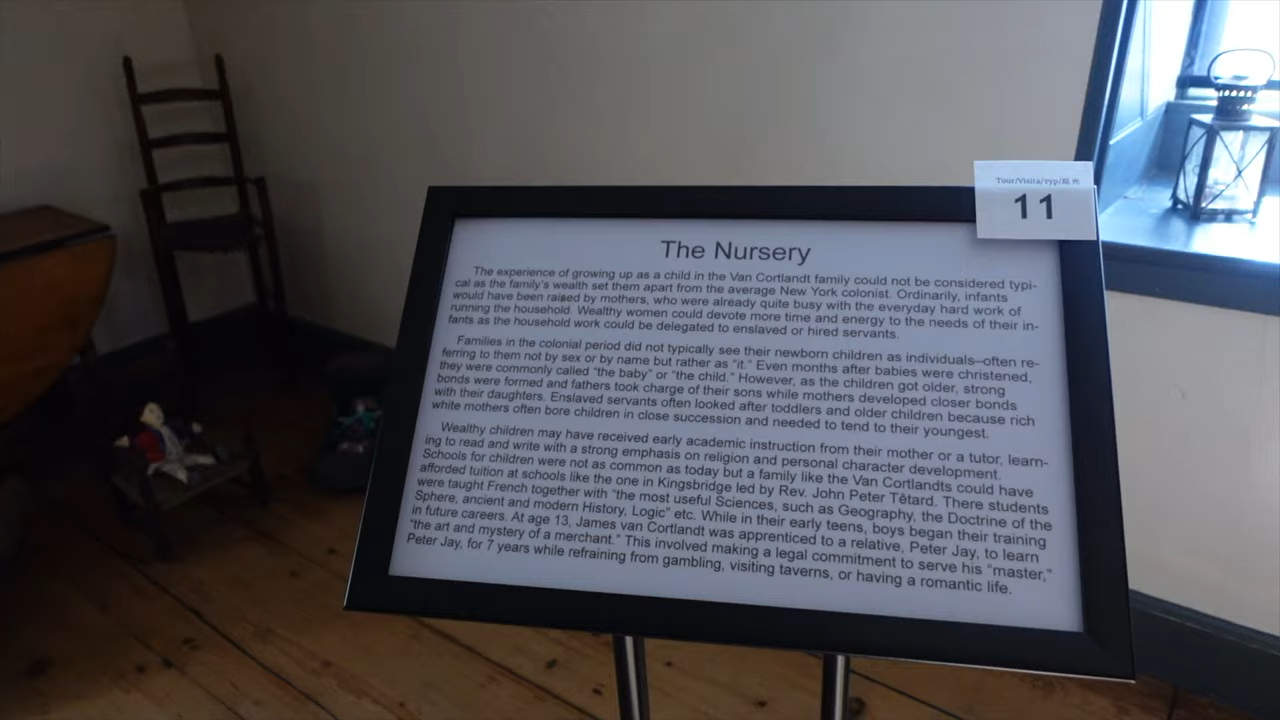 Tour/Visita/тур/观光
11
The Nursery
The experience of growing up as a child in the Van Cortlandt family could not be considered typi-
cal as the family's wealth set them apart from the average New York colonist. Ordinarily, infants
would have been raised by mothers, who were already quite busy with the everyday hard work of
running the household. Wealthy women could devote more time and energy to the needs of their in-
fants as the household work could be delegated to enslaved or hired servants.
Families in the colonial period did not typically see their newborn children as individuals—often re-
ferring to them not by sex or by name but rather as "it." Even months after babies were christened,
they were commonly called "the baby" or "the child." However, as the children got older, strong
bonds were formed and fathers took charge of their sons while mothers developed closer bonds
with their daughters. Enslaved servants often looked after toddlers and older children because rich
white mothers often bore children in close succession and needed to tend to their youngest.
Wealthy children may have received early academic instruction from their mother or a tutor, learn-
ing to read and write with a strong emphasis on religion and personal character development.
Schools for children were not as common as today but a family like the Van Cortlandts could have
afforded tuition at schools like the one in Kingsbridge led by Rev. John Peter Têtard. There students
were taught French together with "the most useful Sciences, such as Geography, the Doctrine of the
Sphere, ancient and modern History, Logic" etc. While in their early teens, boys began their training
in future careers. At age 13, James van Cortlandt was apprenticed to a relative, Peter Jay, to learn
"the art and mystery of a merchant." This involved making a legal commitment to serve his "master,"
Peter Jay, for 7 years while refraining from gambling, visiting taverns, or having a romantic life.